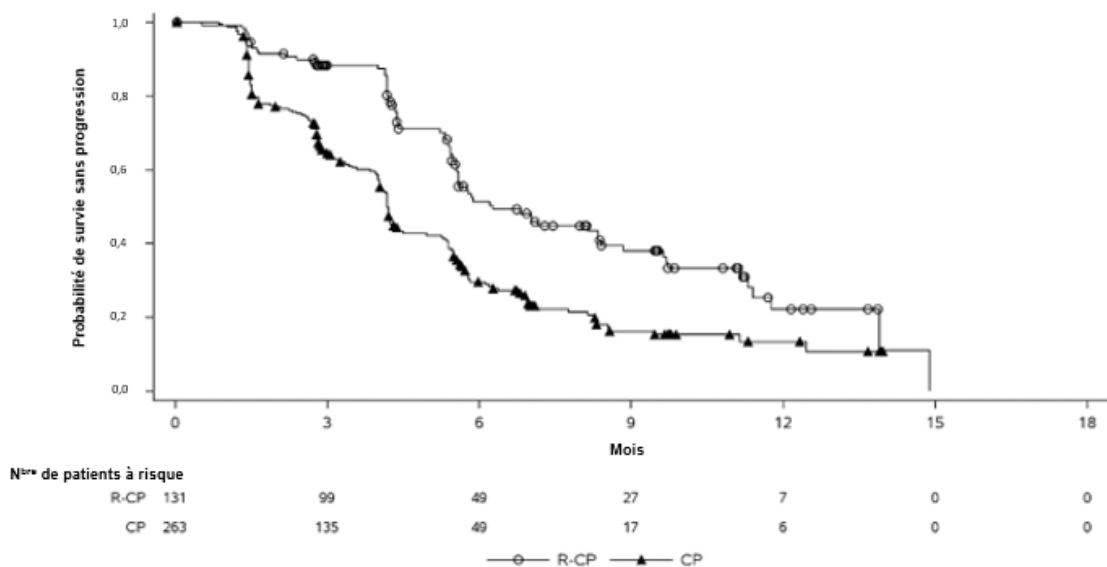 Probabilité de survie sans progression
1,0
0,8
0,6
0,4
0,2
0,0
0 3 6 9 12 15 18
Mois
Nbre de patients à risque
R-CP 131 99 49 27 7 0 0
CP 263 135 49 17 6 0 0
R-CP CP